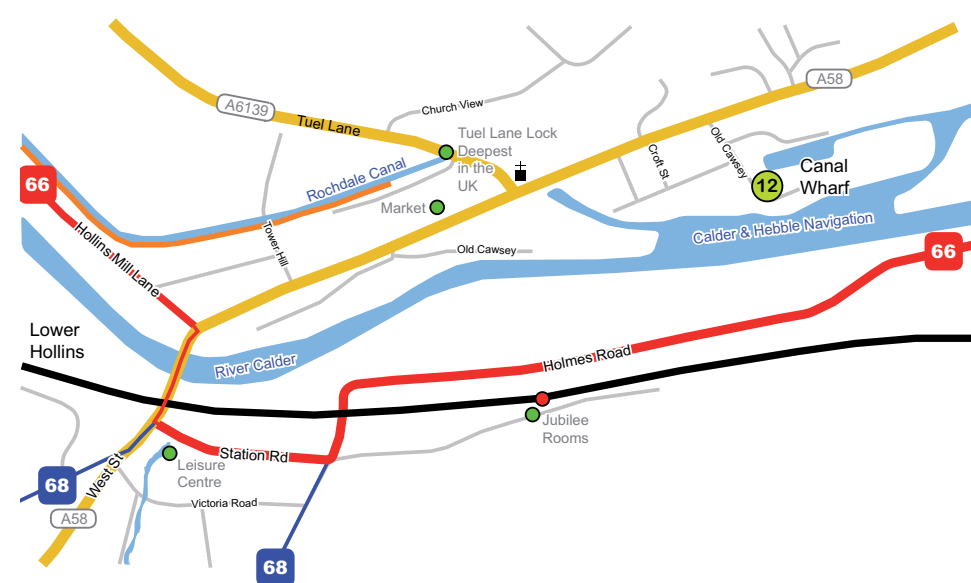 A6139
Tuel Lane
Church View
A58
Tuel Lane Lock
Deepest
in the
UK
Old Cawsey
Croft St
Rochdale Canal
Canal
Wharf
12
66
Market
Calder & Hebble Navigation
Hollins Mill Lane
Tower Hill
Old Cawsey
66
Lower
Hollins
River Calder
Holmes Road
Jubilee
Rooms
Station Rd
Leisure
Centre
West St
68
Victoria Road
A58
68